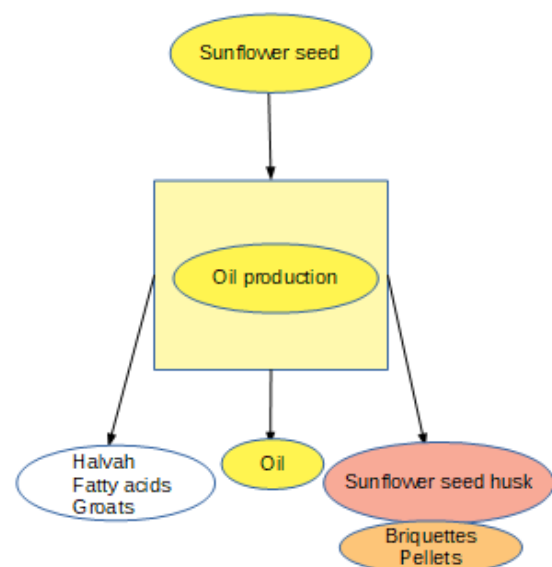 Sunflower seed
Oil production
Halvah
Fatty acids
Groats
Oil
Sunflower seed husk
Briquettes
Pellets